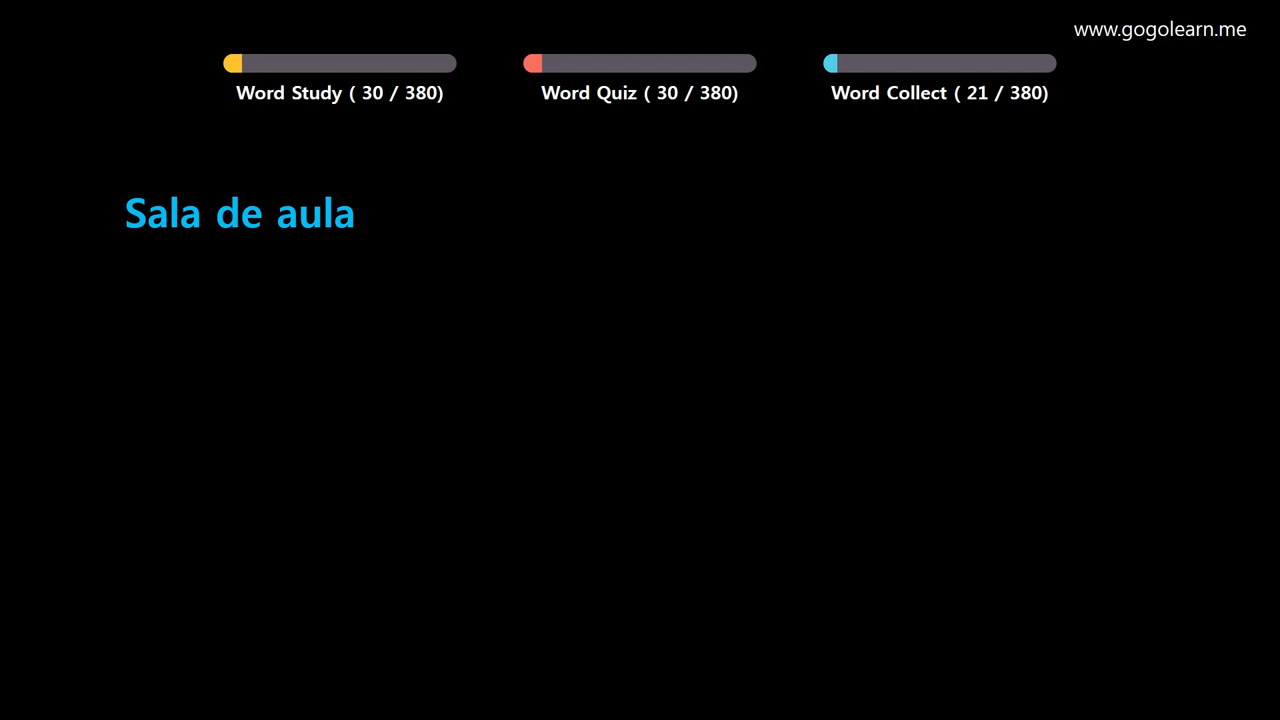 www.gogolearn.me
Word Study ( 30 / 380)
Word Quiz ( 30 / 380)
Word Collect ( 21 / 380)
Sala de aula